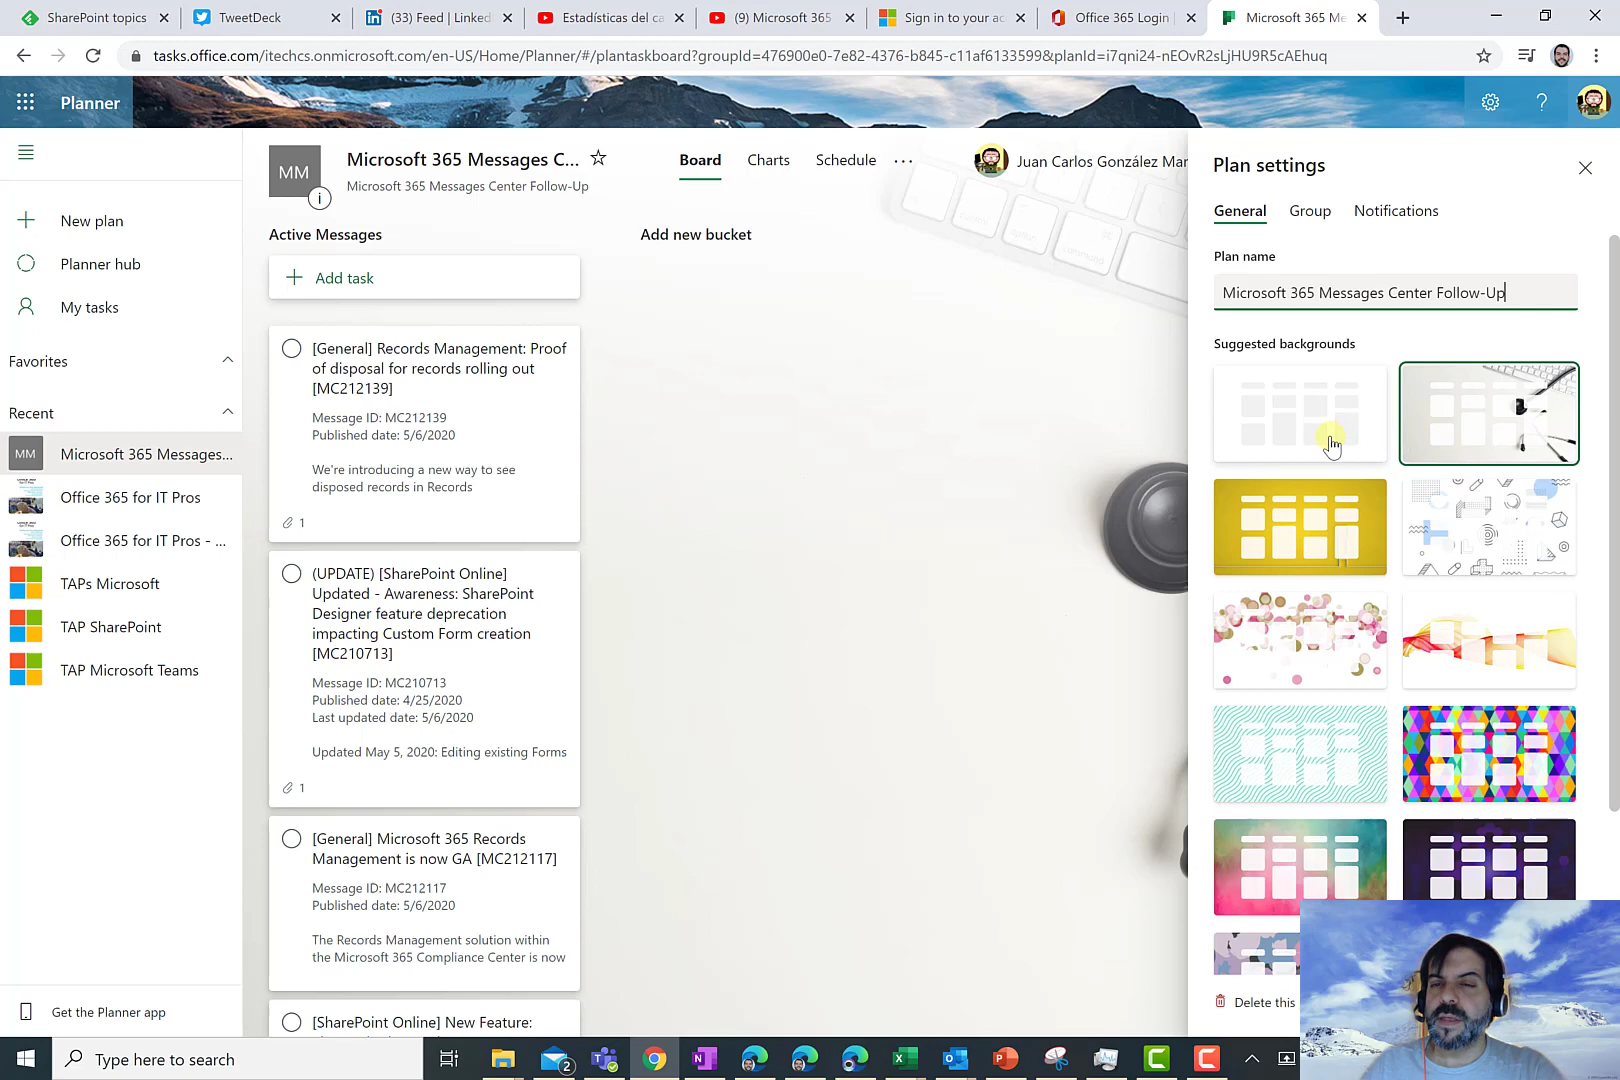 SharePoint topics
TweetDeck
(33) Feed | Linked
Estadísticas del ca
(9) Microsoft 365
Sign in to your ac
Office 365 Login |
Microsoft 365 Me
tasks.office.com/itechcs.onmicrosoft.com/en-US/Home/Planner/#/plantaskboard?groupId=476900e0-7e82-4376-b845-c11af6133599&planId=i7qni24-nEOvR2sLjHU9R5cAEhuq
Planner
?
New plan
Planner hub
My tasks
Favorites
Recent
MM
Microsoft 365 Messages...
Office 365 for IT Pros
Office 365 for IT Pros - ...
TAPs Microsoft
TAP SharePoint
TAP Microsoft Teams
Get the Planner app
MM
i
Microsoft 365 Messages C...
Microsoft 365 Messages Center Follow-Up
Board
Charts
Schedule
...
Juan Carlos González Mar
Active Messages
Add task
[General] Records Management: Proof
of disposal for records rolling out
[MC212139]
Message ID: MC212139
Published date: 5/6/2020
We're introducing a new way to see
disposed records in Records
1
(UPDATE) [SharePoint Online]
Updated - Awareness: SharePoint
Designer feature deprecation
impacting Custom Form creation
[MC210713]
Message ID: MC210713
Published date: 4/25/2020
Last updated date: 5/6/2020
Updated May 5, 2020: Editing existing Forms
1
[General] Microsoft 365 Records
Management is now GA [MC212117]
Message ID: MC212117
Published date: 5/6/2020
The Records Management solution within
the Microsoft 365 Compliance Center is now
[SharePoint Online] New Feature:
Add new bucket
Plan settings
General
Group
Notifications
Plan name
Microsoft 365 Messages Center Follow-Up
Suggested backgrounds
Delete this
Type here to search
2